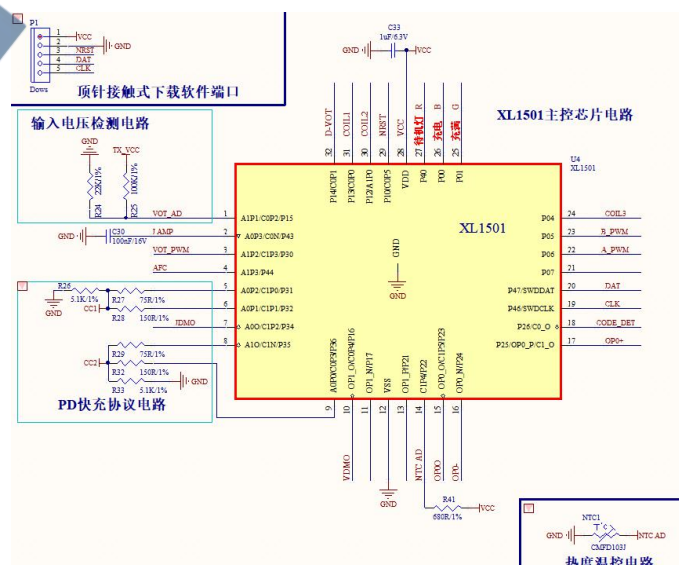 P1
1 VCC
2 GND
3 NRST
4 DAT
5 CLK
Down
顶针接触式下载软件端口
C33
1uF/6.3V
GND VCC
XL1501主控芯片电路
输入电压检测电路
GND TX_VCC
R24 22K/1%
R25 100K/1%
D-VOT COIL1 COIL2 NRST VCC 待机灯 R 充电 B 充满 G
32 31 30 29 28 27 26 25
P14/C0P1 P13/C0P0 P12/A1P0 P10/C0P5 VDD P40 P00 P01
U4
XL1501
XL1501
VOT_AD 1 A1P1/C0P2/P15
GND C30 JAMP 2 A0P3/C0N/P43
100nF/16V
VOT_PWM 3 A1P2/C1P3/P30
AFC 4 A1P3/P44
5 A0P2/C1P0/P31
6 A0P1/C1P1/P32
JDMO 7 A0O/C1P2/P34
8 A1O/C1N/P35
P04 24 COIL3
P05 23 B_PWM
P06 22 A_PWM
P07 21
P47/SWDDAT 20 DAT
P46/SWDCLK 19 CLK
P26/C0_O 18 CODE_DET
P25/OP0_P/C1_O 17 OP0+
GND
GND
R26
5.1K/1%
GND
R27 75R/1%
CC1
R28 150R/1%
R29 75R/1%
CC2
R32 150R/1%
R33 5.1K/1%
GND
PD快充协议电路
A0P0/C0P3/P36 OP1_O/C0P4/P16 OP1_N/P17 VSS OP1_P/P21 C1P4/P22 OP0_O/C1P5/P23 OP0_N/P24
9 10 11 12 13 14 15 16
VDMO NTC AD OP0O OP0-
GND
R41
680R/1%
VCC
NTC1
T°C
GND NTC AD
CMFD103J
热度温控电路